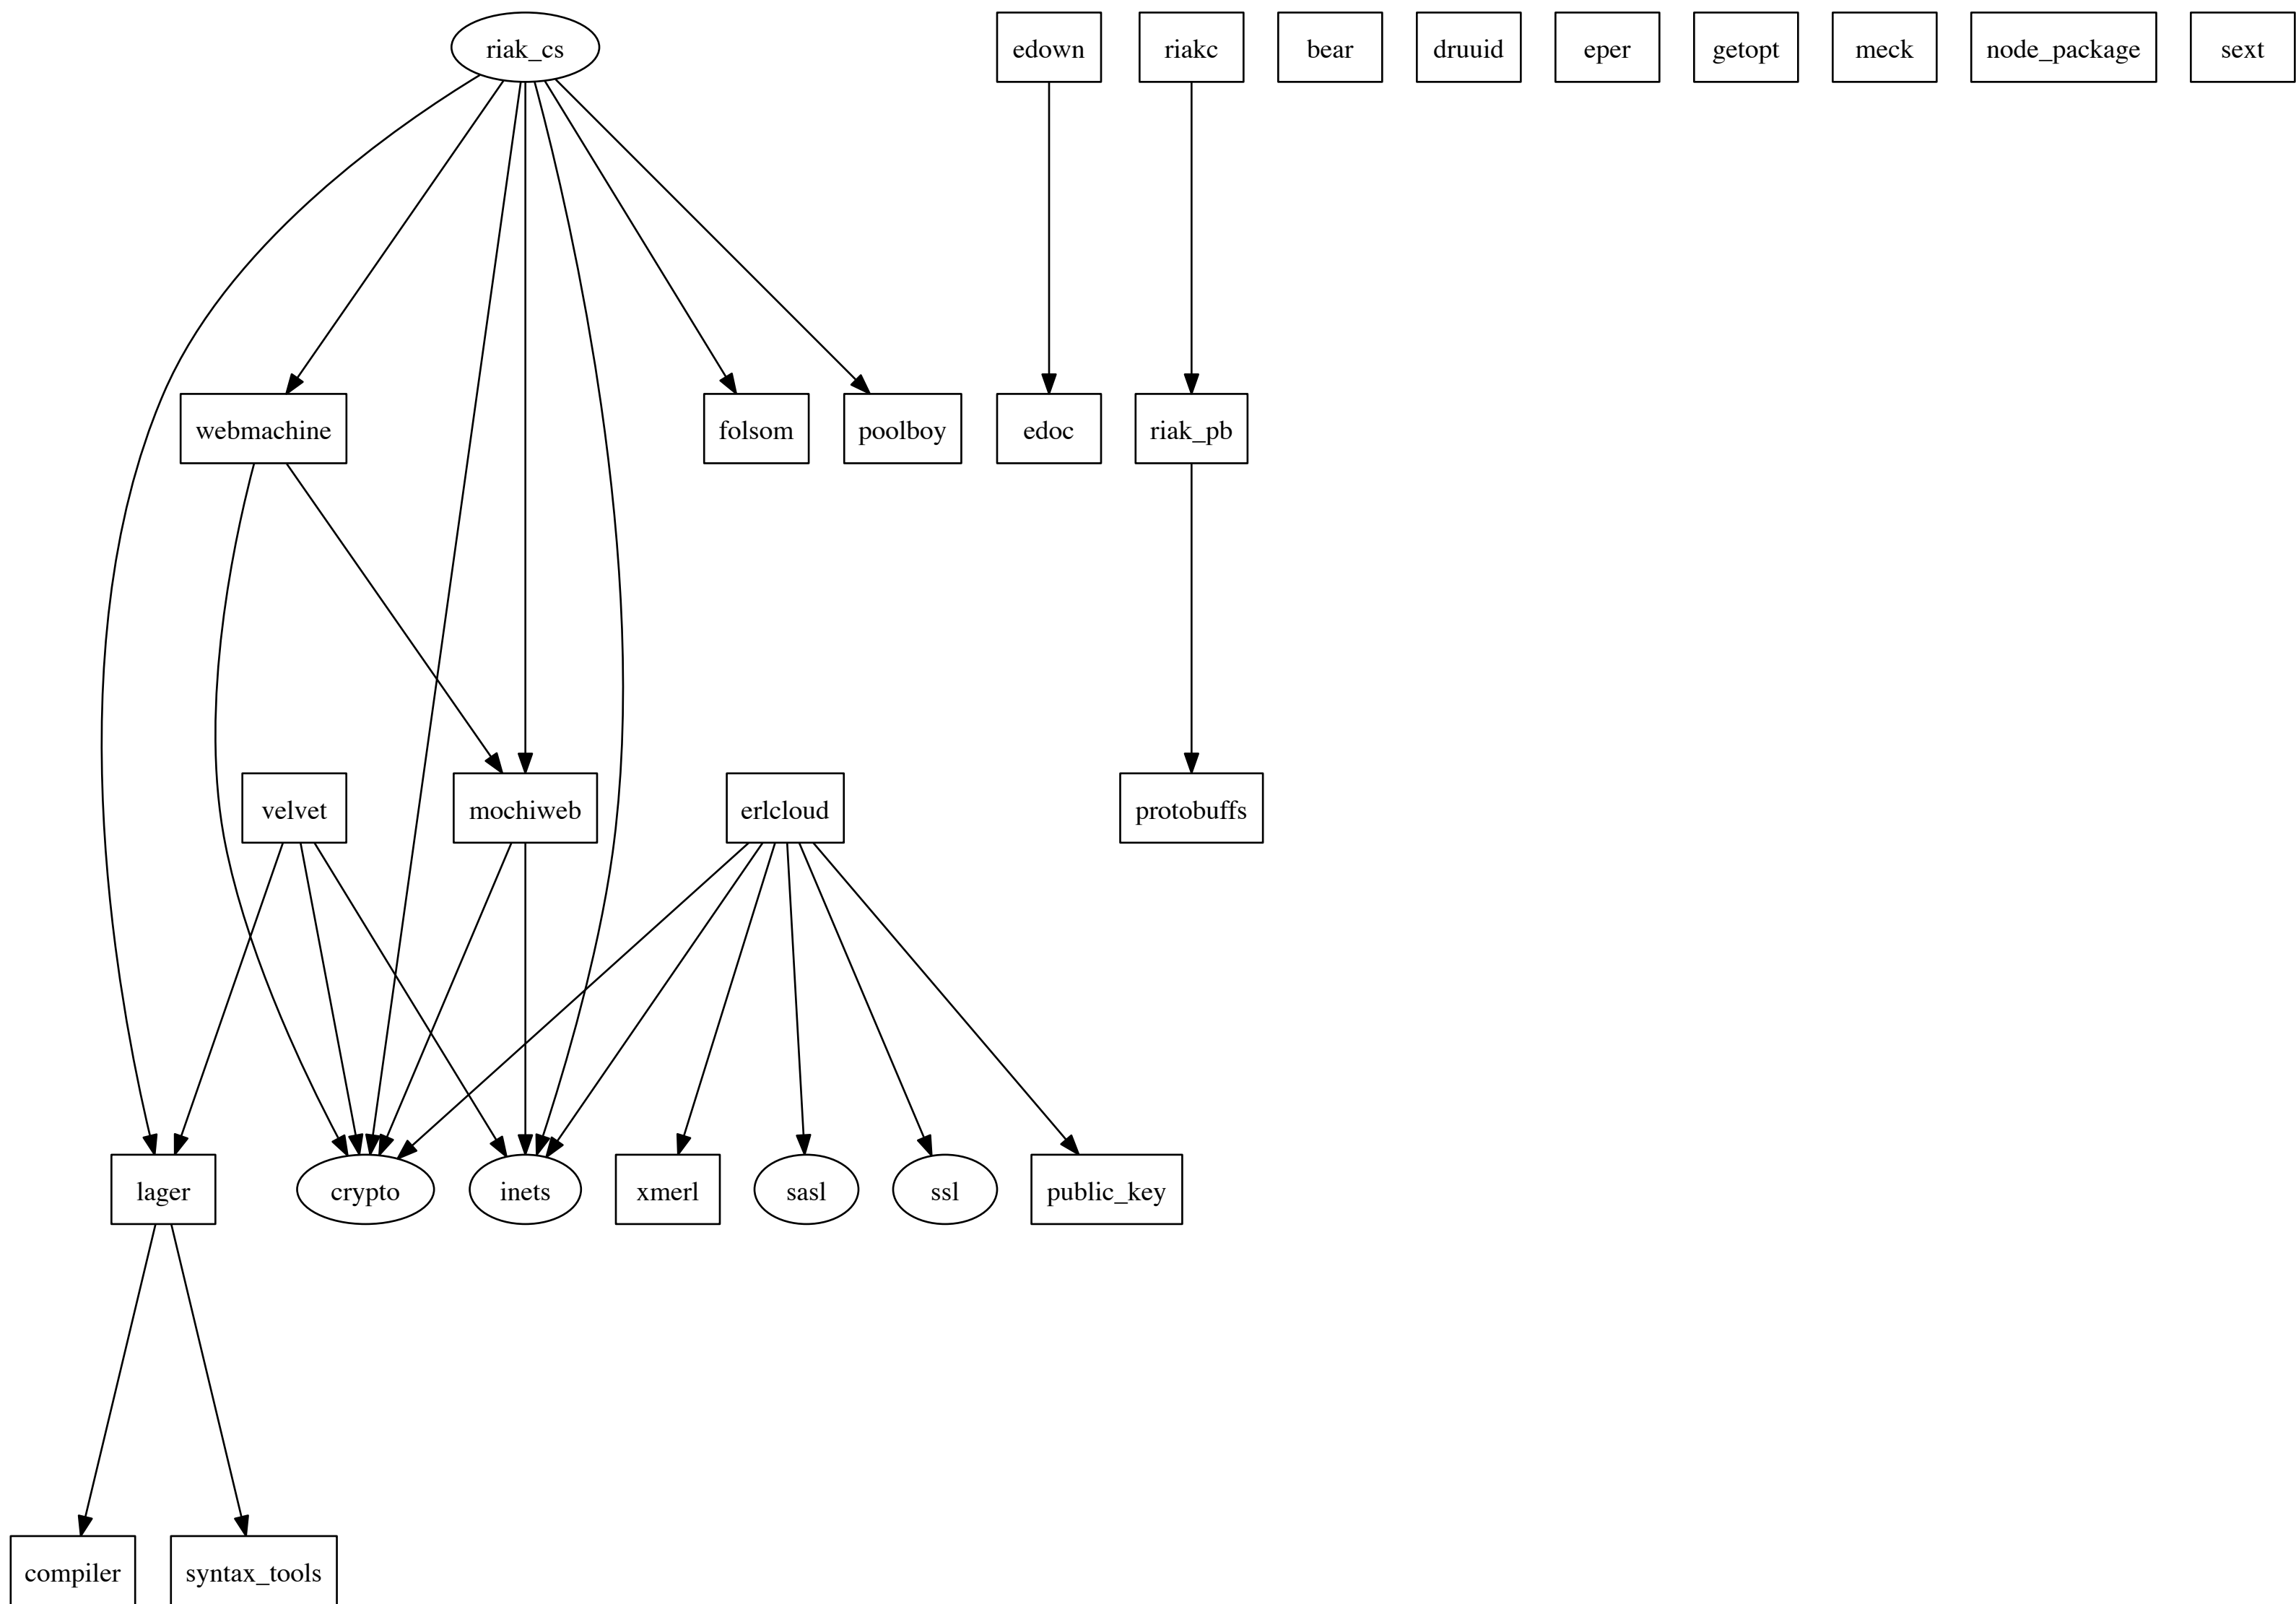 riak_cs
edown
riakc
bear
druuid
eper
getopt
meck
node_package
sext
webmachine
folsom
poolboy
edoc
riak_pb
velvet
mochiweb
erlcloud
protobuffs
lager
crypto
inets
xmerl
sasl
ssl
public_key
compiler
syntax_tools